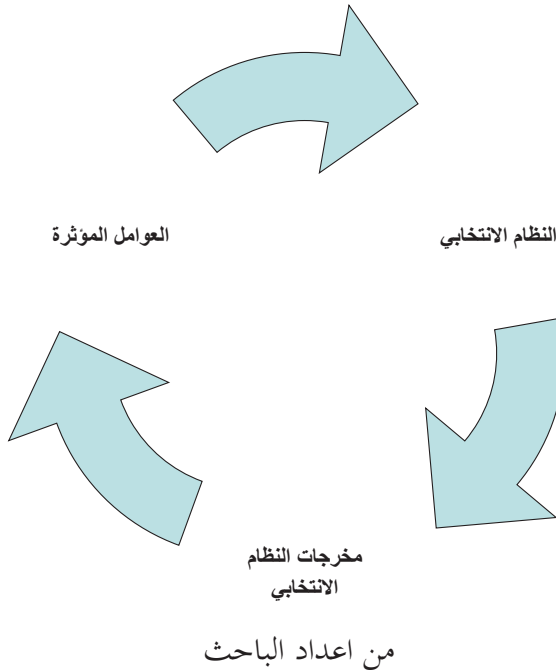 النظام الانتخابي
العوامل المؤثرة
مخرجات النظام
الانتخابي
من اعداد الباحث